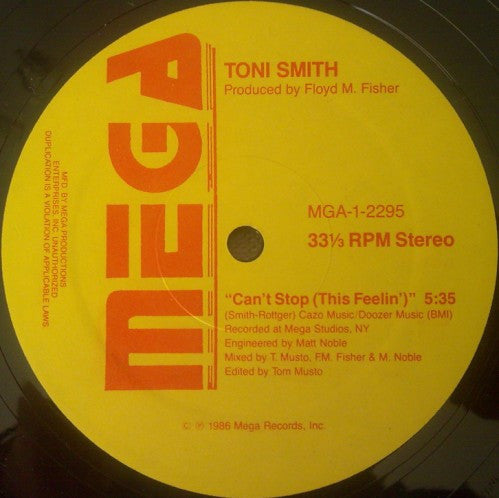 MEGA
TONI SMITH
Produced by Floyd M. Fisher
MGA-1-2295
33⅓ RPM Stereo
"Can't Stop (This Feelin')" 5:35
(Smith-Rottger) Cazo Music/Doozer Music (BMI)
Recorded at Mega Studios, NY
Engineered by Matt Noble
Mixed by T. Musto, F.M. Fisher & M. Noble
Edited by Tom Musto
© ℗ 1986 Mega Records, Inc.
MFD. BY MEGA PRODUCTIONS
ENTERPRISES, INC. UNAUTHORIZED
DUPLICATION IS A VIOLATION OF APPLICABLE LAWS.